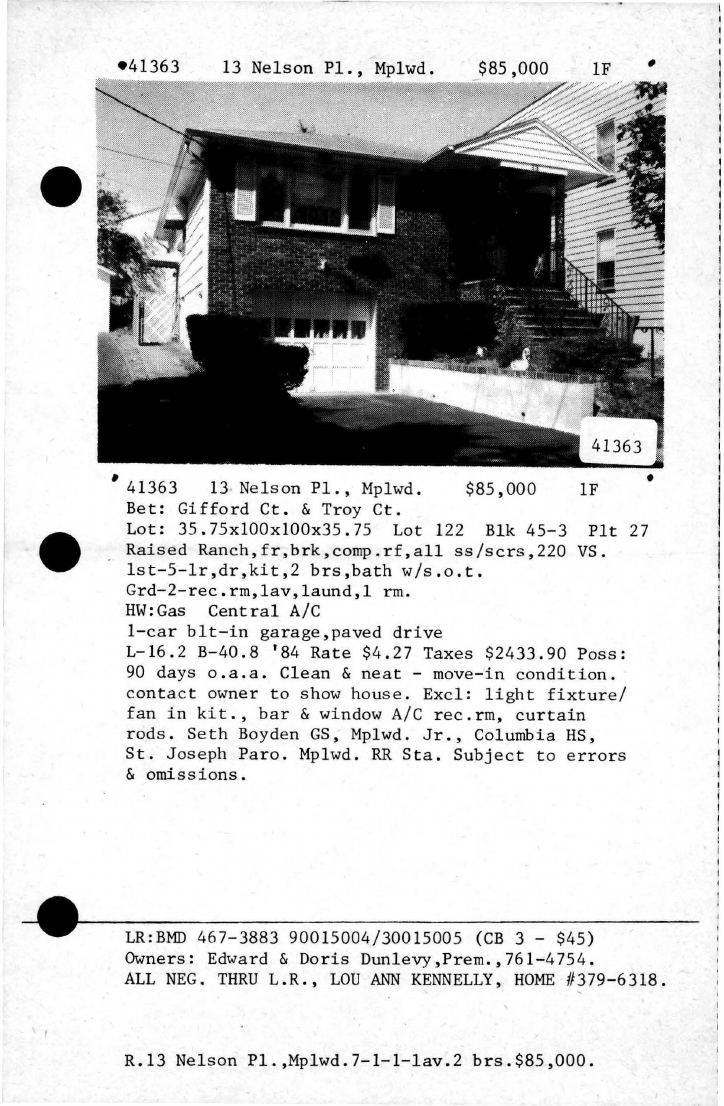 41363 13 Nelson Pl., Mplwd. $85,000 1F
41363
41363 13 Nelson Pl., Mplwd. $85,000 1F
Bet: Gifford Ct. & Troy Ct.
Lot: 35.75x100x100x35.75 Lot 122 Blk 45-3 Plt 27
Raised Ranch,fr,brk,comp.rf,all ss/scrs,220 VS.
1st-5-lr,dr,kit,2 brs,bath w/s.o.t.
Grd-2-rec.rm,lav,laund,1 rm.
HW:Gas Central A/C
1-car blt-in garage,paved drive
L-16.2 B-40.8 '84 Rate $4.27 Taxes $2433.90 Poss:
90 days o.a.a. Clean & neat - move-in condition.
contact owner to show house. Excl: light fixture/
fan in kit., bar & window A/C rec.rm, curtain
rods. Seth Boyden GS, Mplwd. Jr., Columbia HS,
St. Joseph Paro. Mplwd. RR Sta. Subject to errors
& omissions.
LR:BMD 467-3883 90015004/30015005 (CB 3 - $45)
Owners: Edward & Doris Dunlevy,Prem.,761-4754.
ALL NEG. THRU L.R., LOU ANN KENNELLY, HOME #379-6318.
R.13 Nelson Pl.,Mplwd.7-1-1-lav.2 brs.$85,000.